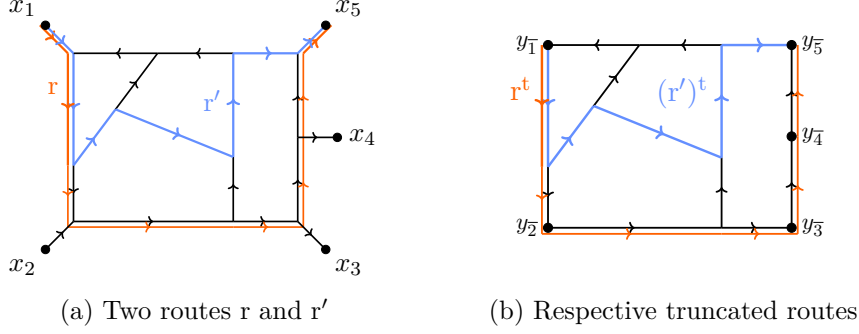 x₁ x₅ y₁̅ y₅̅
r r′ rᵗ (r′)ᵗ
x₄ y₄̅
x₂ x₃ y₂̅ y₃̅
(a) Two routes r and r′ (b) Respective truncated routes